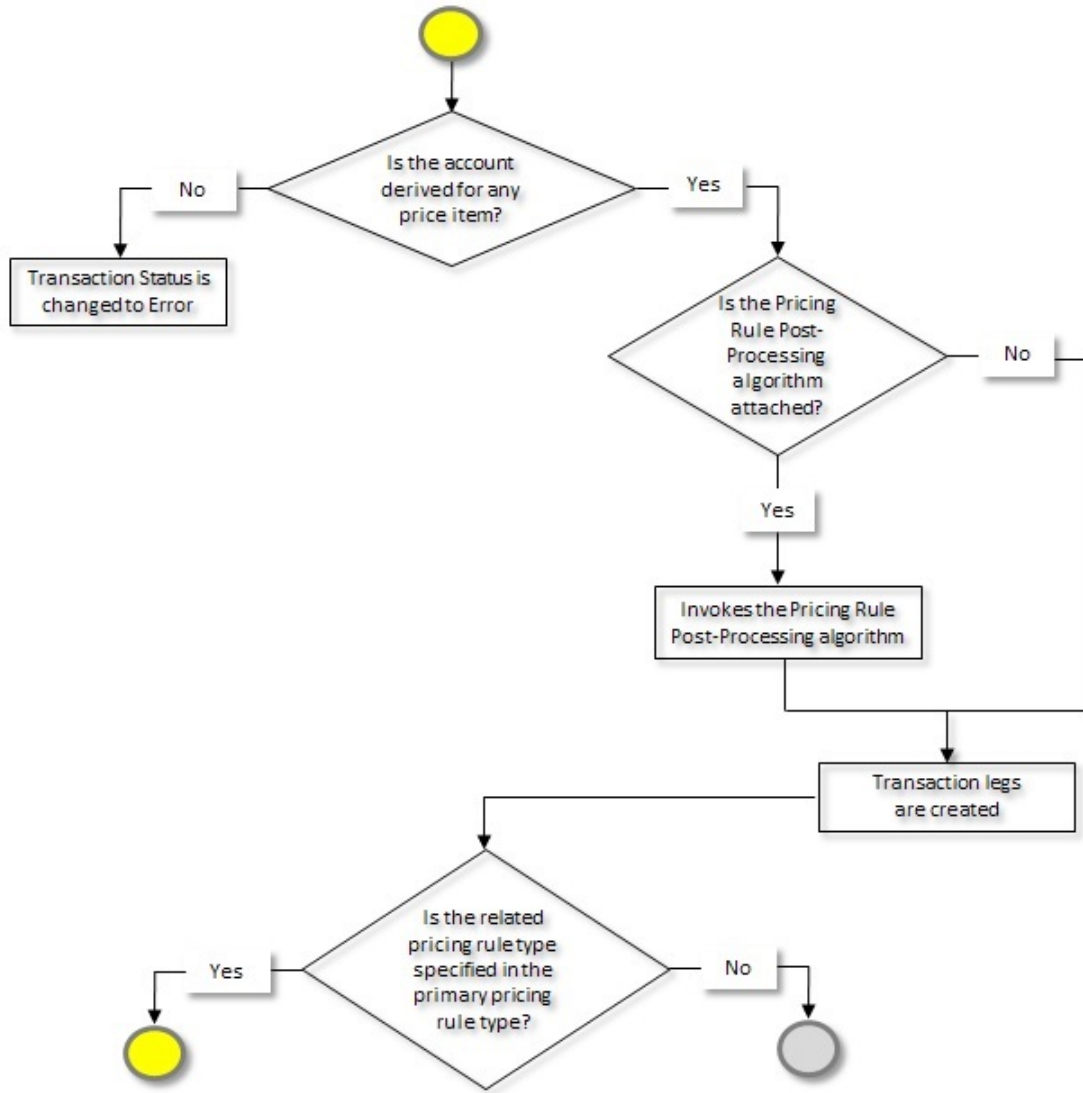 Is the account
derived for any
price item?
No
Yes
Transaction Status is
changed to Error
Is the Pricing
Rule Post-
Processing
algorithm
attached?
No
Yes
Invokes the Pricing Rule
Post-Processing algorithm
Transaction legs
are created
Is the related
pricing rule type
specified in the
primary pricing
rule type?
Yes
No